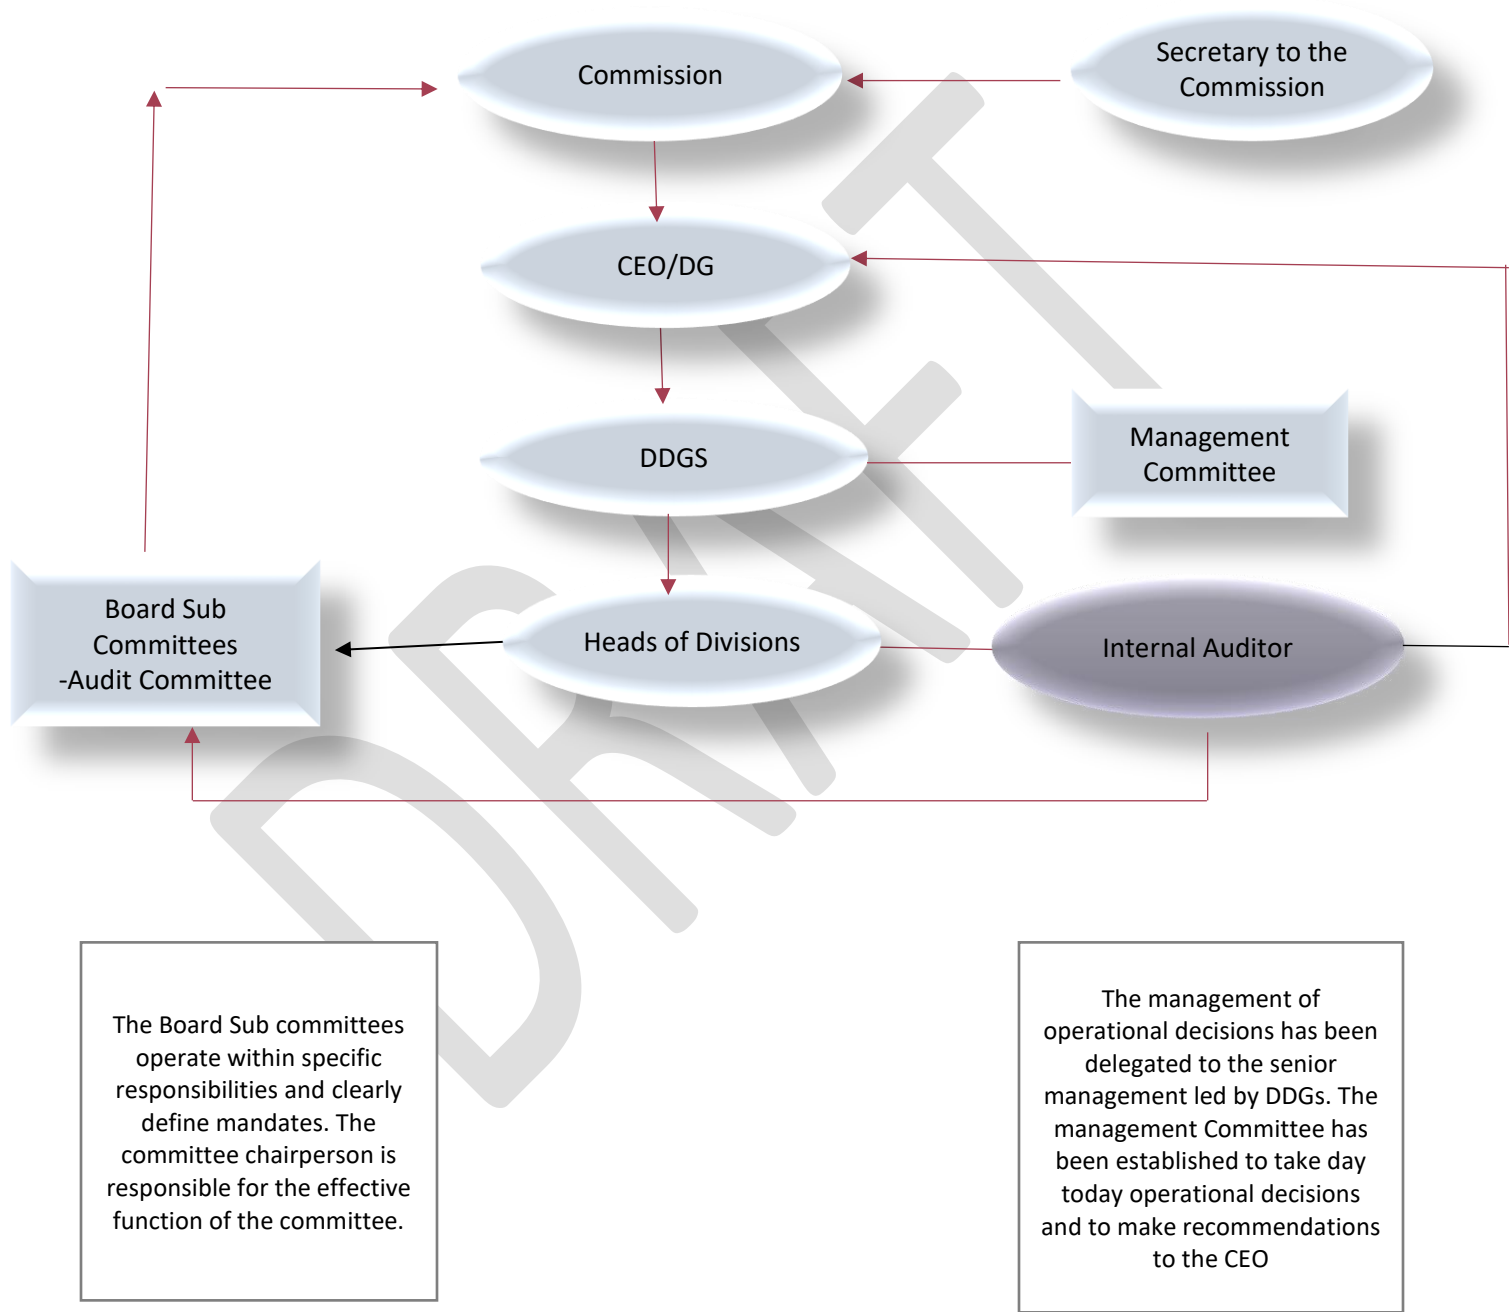 Commission
Secretary to the
Commission
CEO/DG
DDGS
Management
Committee
Board Sub
Committees
-Audit Committee
Heads of Divisions
Internal Auditor
DRAFT
The Board Sub committees
operate within specific
responsibilities and clearly
define mandates. The
committee chairperson is
responsible for the effective
function of the committee.
The management of
operational decisions has been
delegated to the senior
management led by DDGs. The
management Committee has
been established to take day
today operational decisions
and to make recommendations
to the CEO